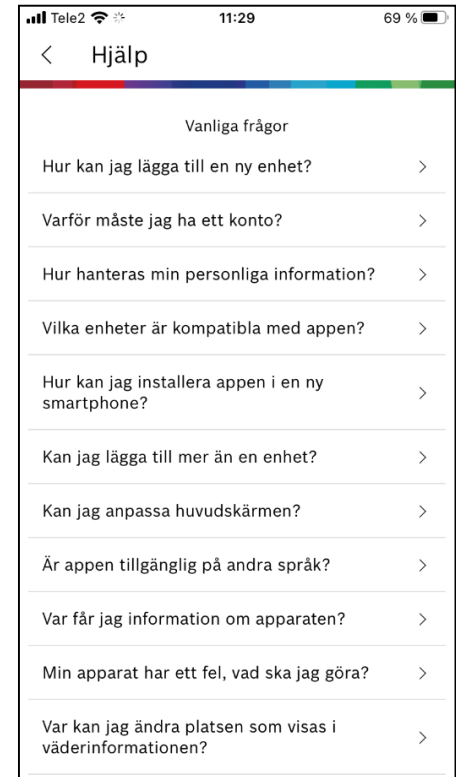 Tele2 11:29 69 %
Hjälp
Vanliga frågor
Hur kan jag lägga till en ny enhet?
Varför måste jag ha ett konto?
Hur hanteras min personliga information?
Vilka enheter är kompatibla med appen?
Hur kan jag installera appen i en ny
smartphone?
Kan jag lägga till mer än en enhet?
Kan jag anpassa huvudskärmen?
Är appen tillgänglig på andra språk?
Var får jag information om apparaten?
Min apparat har ett fel, vad ska jag göra?
Var kan jag ändra platsen som visas i
väderinformationen?